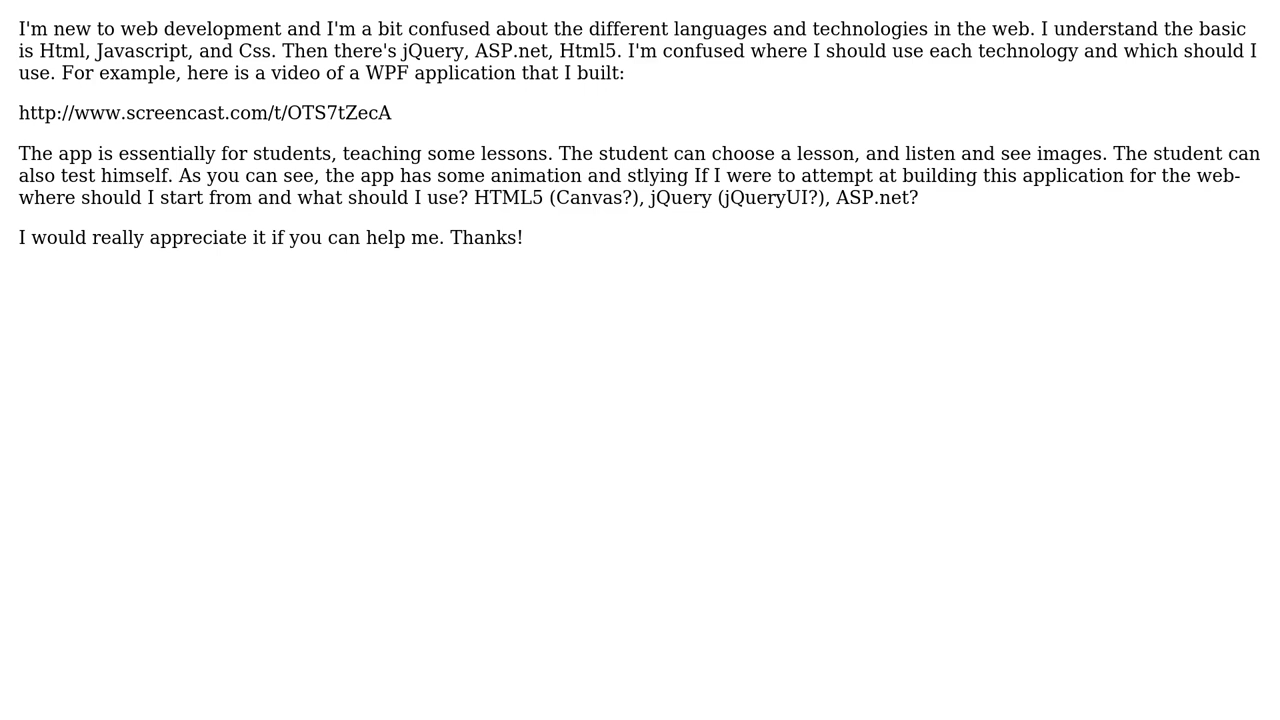 I'm new to web development and I'm a bit confused about the different languages and technologies in the web. I understand the basic
is Html, Javascript, and Css. Then there's jQuery, ASP.net, Html5. I'm confused where I should use each technology and which should I
use. For example, here is a video of a WPF application that I built:
http://www.screencast.com/t/OTS7tZecA
The app is essentially for students, teaching some lessons. The student can choose a lesson, and listen and see images. The student can
also test himself. As you can see, the app has some animation and stlying If I were to attempt at building this application for the web-
where should I start from and what should I use? HTML5 (Canvas?), jQuery (jQueryUI?), ASP.net?
I would really appreciate it if you can help me. Thanks!